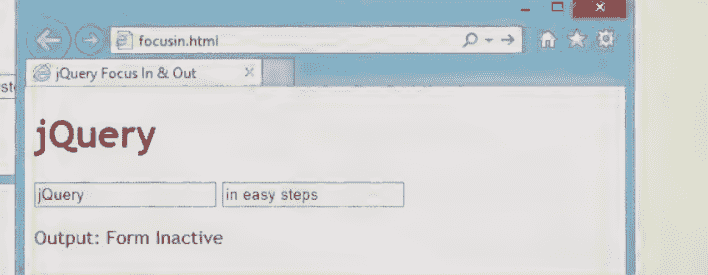 focusin.html
jQuery Focus In & Out
jQuery
jQuery in easy steps
Output: Form Inactive